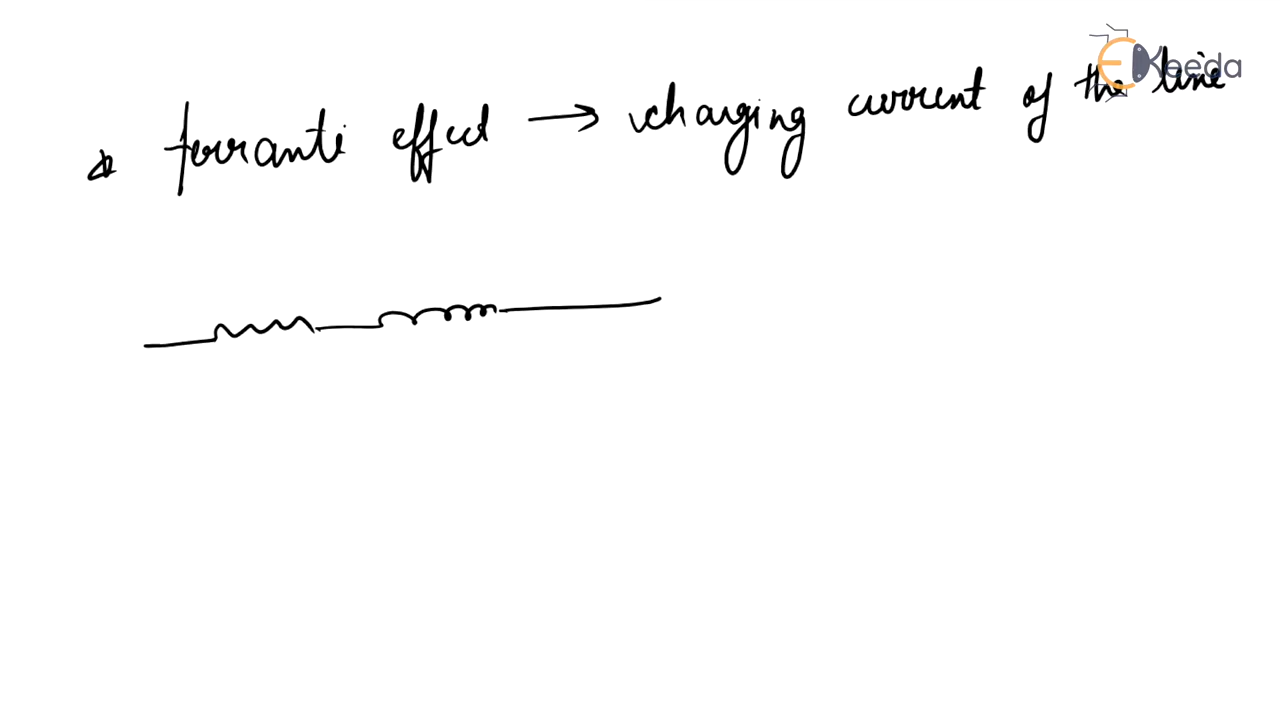 ferranti effect → charging current of the line
EKeeda